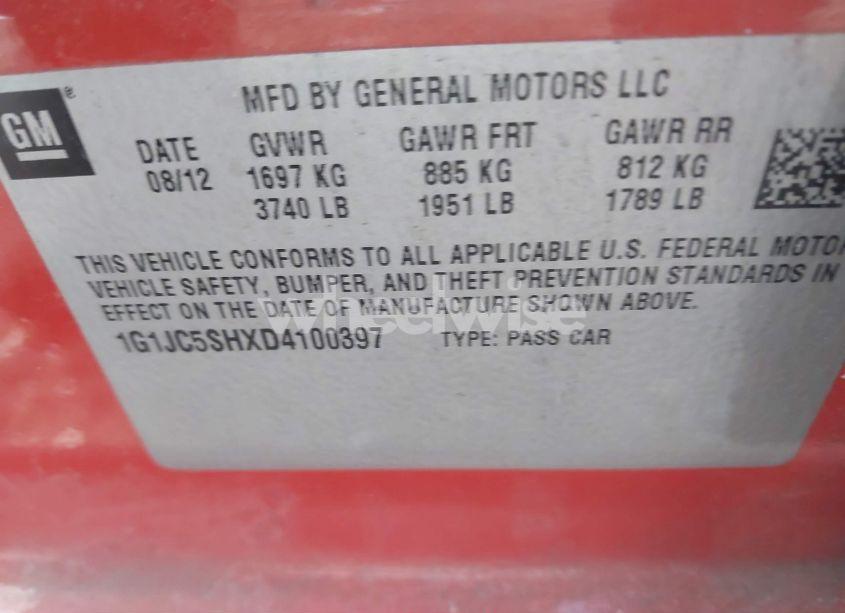 GM
®
MFD BY GENERAL MOTORS LLC
DATE GVWR GAWR FRT GAWR RR
08/12 1697 KG 885 KG 812 KG
3740 LB 1951 LB 1789 LB
THIS VEHICLE CONFORMS TO ALL APPLICABLE U.S. FEDERAL MOTOR
VEHICLE SAFETY, BUMPER, AND THEFT PREVENTION STANDARDS IN
EFFECT ON THE DATE OF MANUFACTURE SHOWN ABOVE.
wreckwise
1G1JC5SHXD4100397 TYPE: PASS CAR